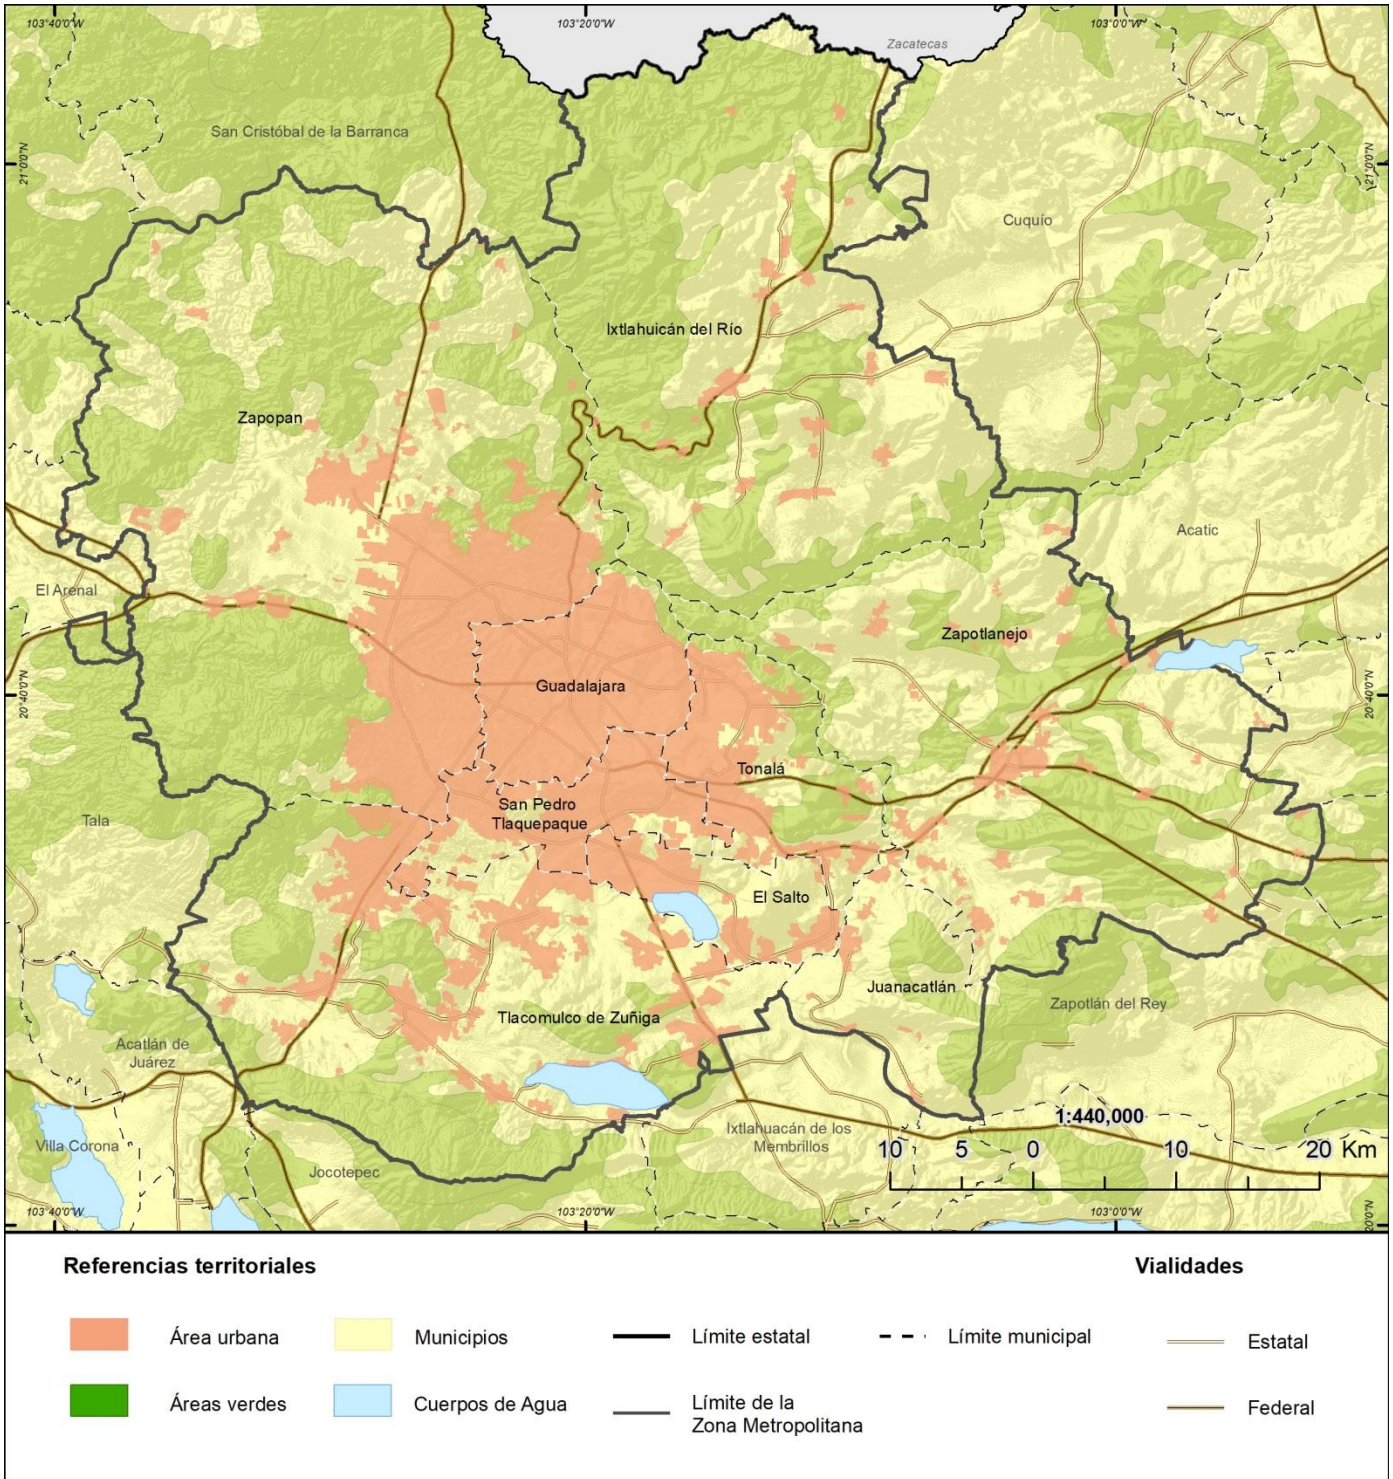 103°40'0"W
103°20'0"W
103°0'0"W
Zacatecas
San Cristóbal de la Barranca
21°0'0"N
21°0'0"N
Cuquío
Ixtlahuicán del Río
Zapopan
Acatic
El Arenal
Zapotlanejo
Guadalajara
20°40'0"N
20°40'0"N
Tonalá
San Pedro
Tlaquepaque
Tala
El Salto
Juanacatlán
Zapotlán del Rey
Tlacomulco de Zuñiga
Acatlán de
Juárez
Villa Corona
Jocotepec
Ixtlahuacán de los
Membrillos
1:440,000
10 5 0 10 20 Km
103°40'0"W
103°20'0"W
103°0'0"W
20°0'N
Referencias territoriales
Vialidades
Área urbana
Municipios
Límite estatal
Límite municipal
Estatal
Áreas verdes
Cuerpos de Agua
Límite de la
Zona Metropolitana
Federal